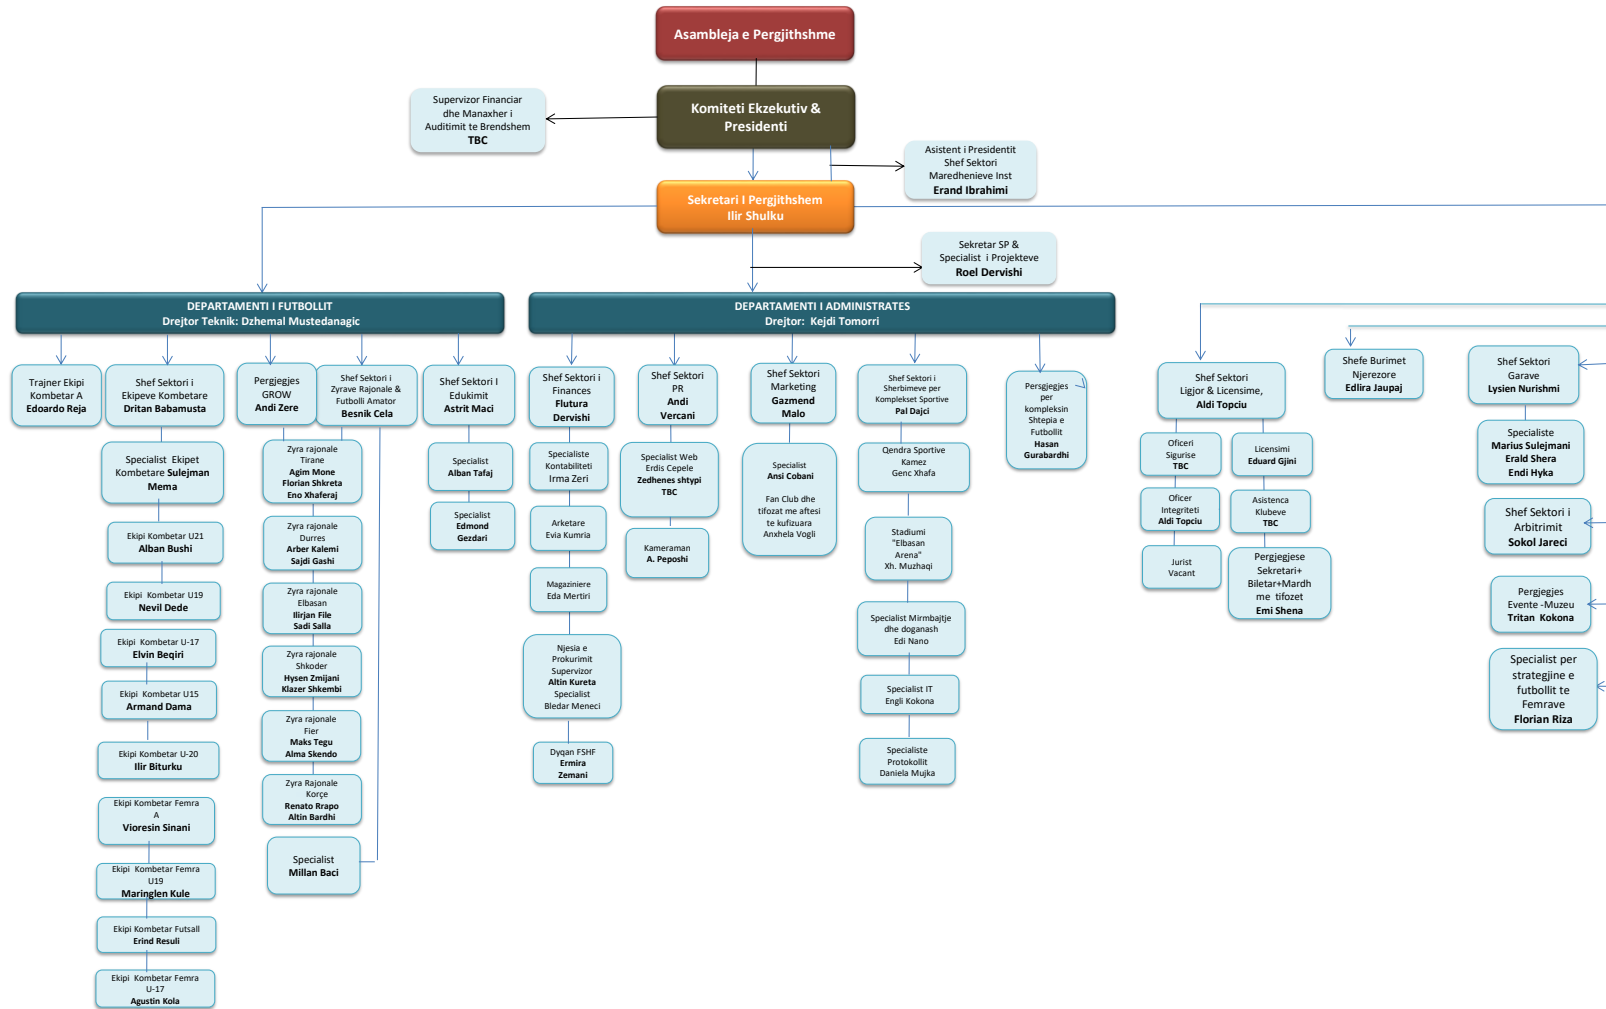 Asambleja e Pergjithshme
Komiteti Ekzekutiv &
Presidenti
Supervizor Financiar
dhe Manaxher i
Auditimit te Brendshem
TBC
Asistent i Presidentit
Shef Sektori
Maredhenieve Inst
Erand Ibrahimi
Sekretari I Pergjithshem
Ilir Shulku
Sekretar SP &
Specialist i Projekteve
Roel Dervishi
DEPARTAMENTI I FUTBOLLIT
Drejtor Teknik: Dzhemal Mustedanagic
DEPARTAMENTI I ADMINISTRATES
Drejtor: Kejdi Tomorri
Trajner Ekipi
Kombetar A
Edoardo Reja
Shef Sektori i
Ekipeve Kombetare
Dritan Babamusta
Pergjegjes
GROW
Andi Zere
Shef Sektori i
Zyrave Rajonale &
Futbolli Amator
Besnik Cela
Shef Sektori I
Edukimit
Astrit Maci
Shef Sektori i
Finances
Flutura
Dervishi
Shef Sektori
PR
Andi
Vercani
Shef Sektori
Marketing
Gazmend
Malo
Shef Sektori i
Sherbimeve per
Komplekset Sportive
Pal Dajci
Persgjegjes
per
kompleksin
Shtepia e
Futbollit
Hasan
Gurabardhi
Shef Sektori
Ligjor & Licensime,
Aldi Topciu
Shefe Burimet
Njerezore
Edlira Jaupaj
Shef Sektori
Garave
Lysien Nurishmi
Specialist Ekipet
Kombetare Sulejman
Mema
Ekipi Kombetar U21
Alban Bushi
Ekipi Kombetar U19
Nevil Dede
Ekipi Kombetar U-17
Elvin Beqiri
Ekipi Kombetar U15
Armand Dama
Ekipi Kombetar U-20
Ilir Biturku
Ekipi Kombetar Femra
A
Vioresin Sinani
Ekipi Kombetar Femra
U19
Maringlen Kule
Ekipi Kombetar Futsall
Erind Resuli
Ekipi Kombetar Femra
U-17
Agustin Kola
Zyra rajonale
Tirane
Agim Mone
Florian Shkreta
Eno Xhaferaj
Zyra rajonale
Durres
Arber Kalemi
Sajdi Gashi
Zyra rajonale
Elbasan
Ilirjan File
Sadi Salla
Zyra rajonale
Shkoder
Hysen Zmijani
Klazer Shkembi
Zyra rajonale
Fier
Maks Tegu
Alma Skendo
Zyra Rajonale
Korçe
Renato Rrapo
Altin Bardhi
Specialist
Millan Baci
Specialist
Alban Tafaj
Specialist
Edmond
Gezdari
Specialiste
Kontabiliteti
Irma Zeri
Arketare
Evia Kumria
Magaziniere
Eda Mertiri
Njesia e
Prokurimit
Supervizor
Altin Kureta
Specialist
Bledar Meneci
Dyqan FSHF
Ermira
Zemani
Specialist Web
Erdis Cepele
Zedhenes shtypi
TBC
Kameraman
A. Peposhi
Specialist
Ansi Cobani
Fan Club dhe
tifozat me aftesi
te kufizuara
Anxhela Vogli
Qendra Sportive
Kamez
Genc Xhafa
Stadiumi
"Elbasan
Arena"
Xh. Muzhaqi
Specialist Mirmbajtje
dhe doganash
Edi Nano
Specialist IT
Engli Kokona
Specialiste
Protokollit
Daniela Mujka
Oficeri
Sigurise
TBC
Oficer
Integriteti
Aldi Topciu
Jurist
Vacant
Licensimi
Eduard Gjini
Asistenca
Klubeve
TBC
Pergjegjese
Sekretari+
Biletar+Mardh
me tifozet
Emi Shena
Specialiste
Marius Sulejmani
Erald Shera
Endi Hyka
Shef Sektori i
Arbitrimit
Sokol Jareci
Pergjegjes
Evente -Muzeu
Tritan Kokona
Specialist per
strategjine e
futbollit te
Femrave
Florian Riza